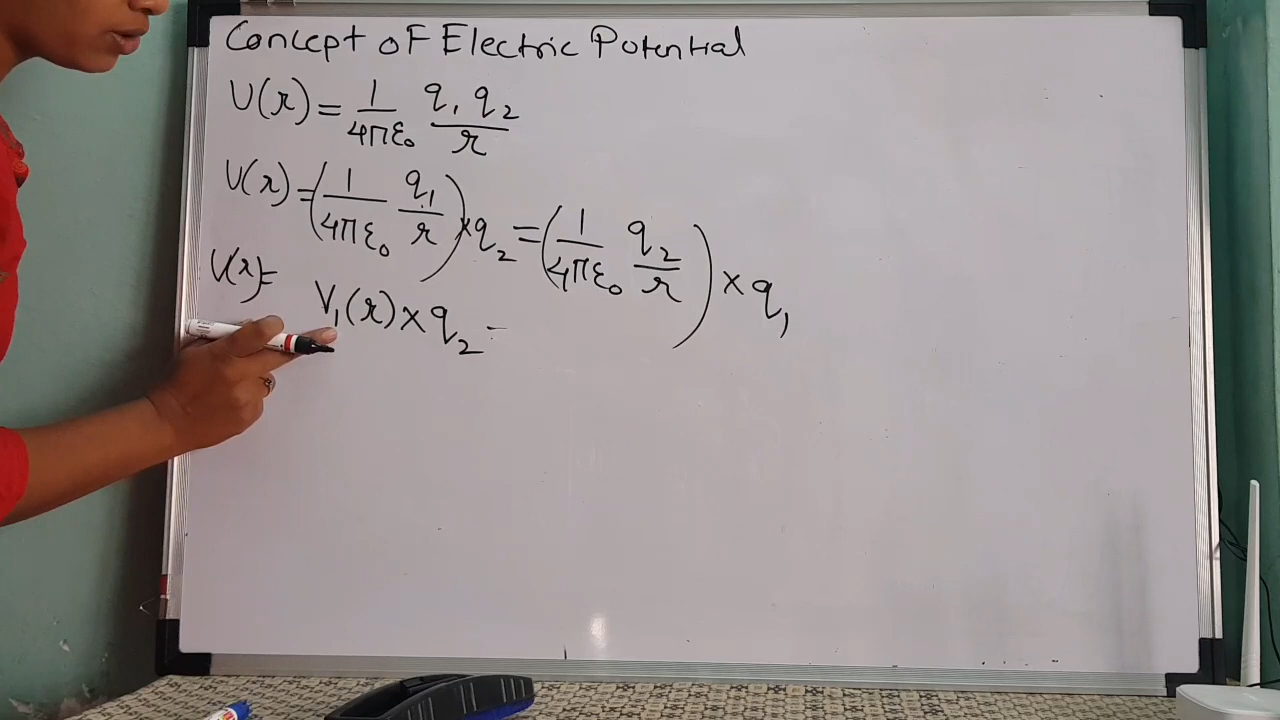 Concept of Electric Potential
U(r) = 1/4πε₀ q₁q₂/r
U(r) = (1/4πε₀ q₁/r) × q₂ = (1/4πε₀ q₂/r) × q₁
U(r) = V₁(r) × q₂ =